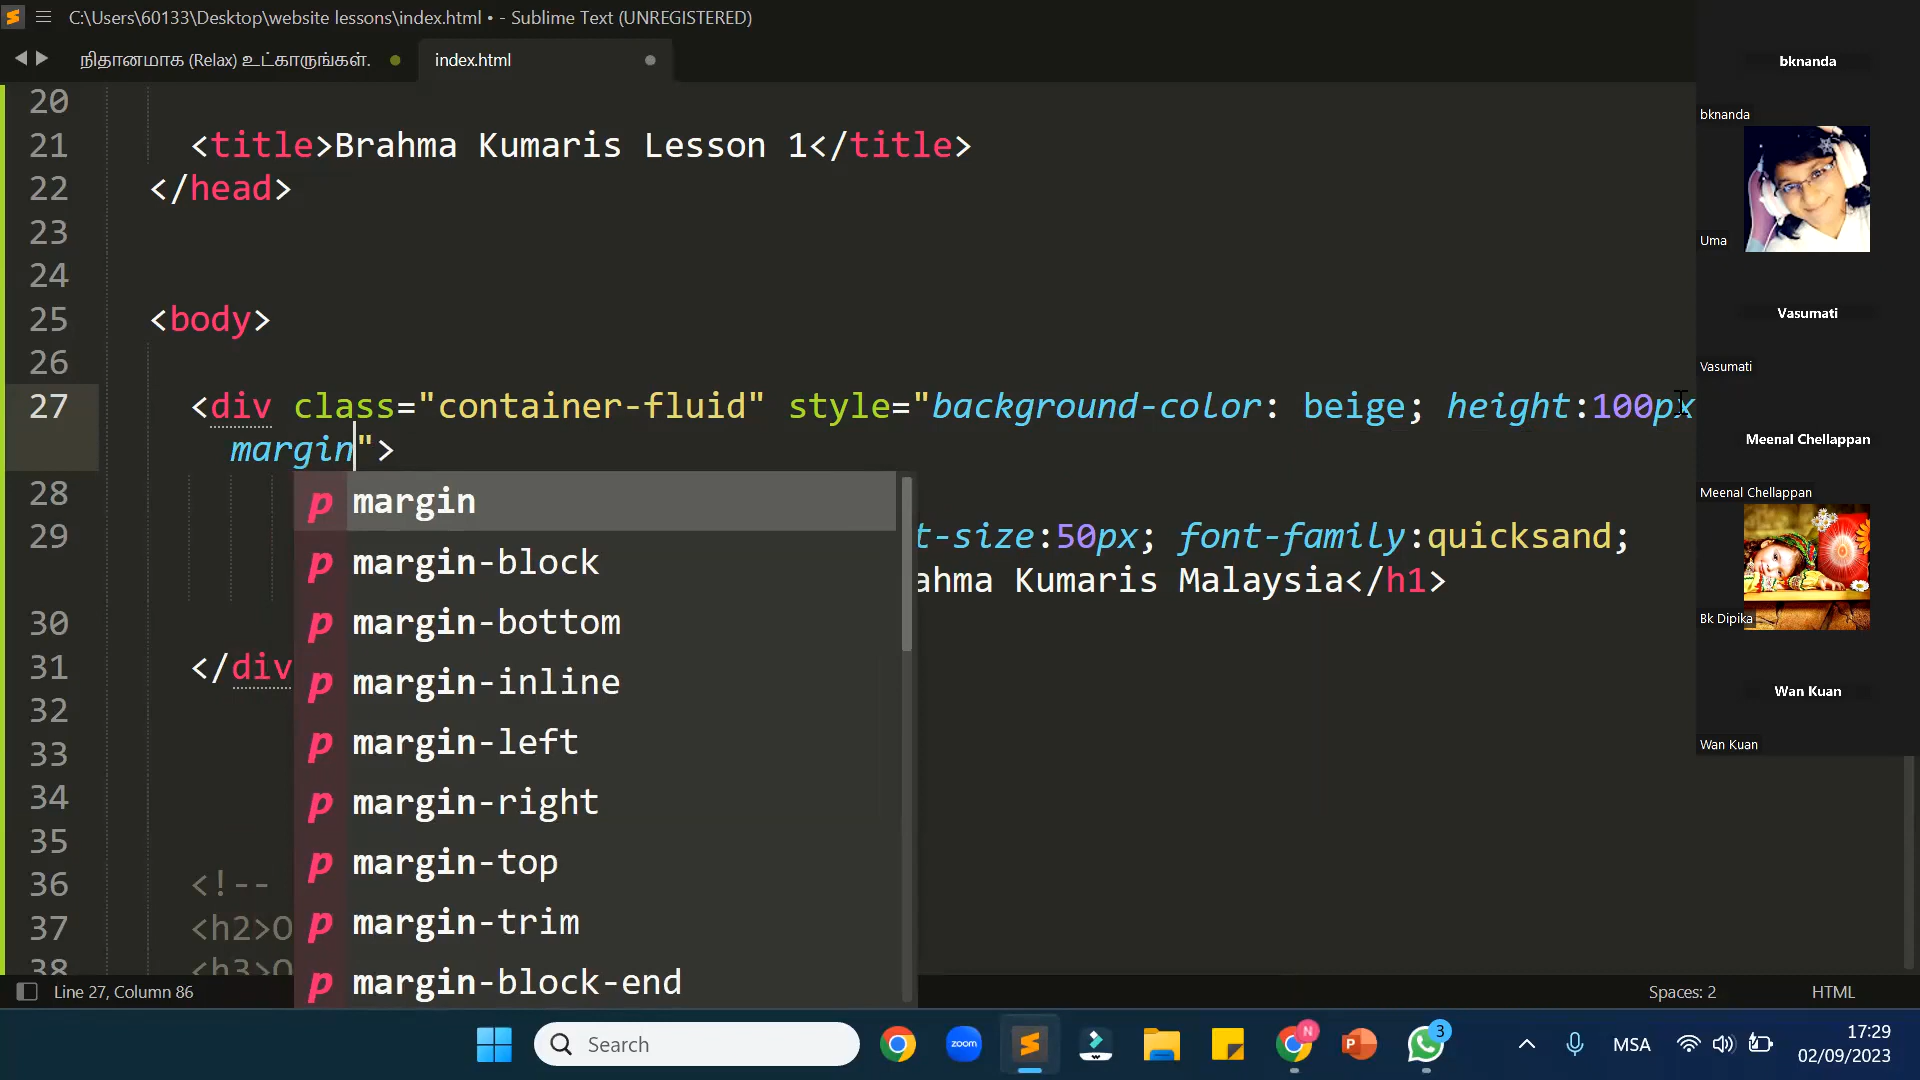 C:\Users\60133\Desktop\website lessons\index.html • - Sublime Text (UNREGISTERED)
நிதானமாக (Relax) உட்காருங்கள்.
index.html
20
21 <title>Brahma Kumaris Lesson 1</title>
22 </head>
23
24
25 <body>
26
27 <div class="container-fluid" style="background-color: beige; height:100px
margin">
margin
margin-block
margin-bottom
margin-inline
margin-left
margin-right
margin-top
margin-trim
margin-block-end
28
29 t-size:50px; font-family:quicksand;
ahma Kumaris Malaysia</h1>
30
31 </div
32
33
34
35
36 <!--
37 <h2>O
38 <h3>O
bknanda
bknanda
Uma
Vasumati
Vasumati
Meenal Chellappan
Meenal Chellappan
Bk Dipika
Wan Kuan
Wan Kuan
Line 27, Column 86
Spaces: 2
HTML
Search
zoom
N
3
MSA
17:29
02/09/2023